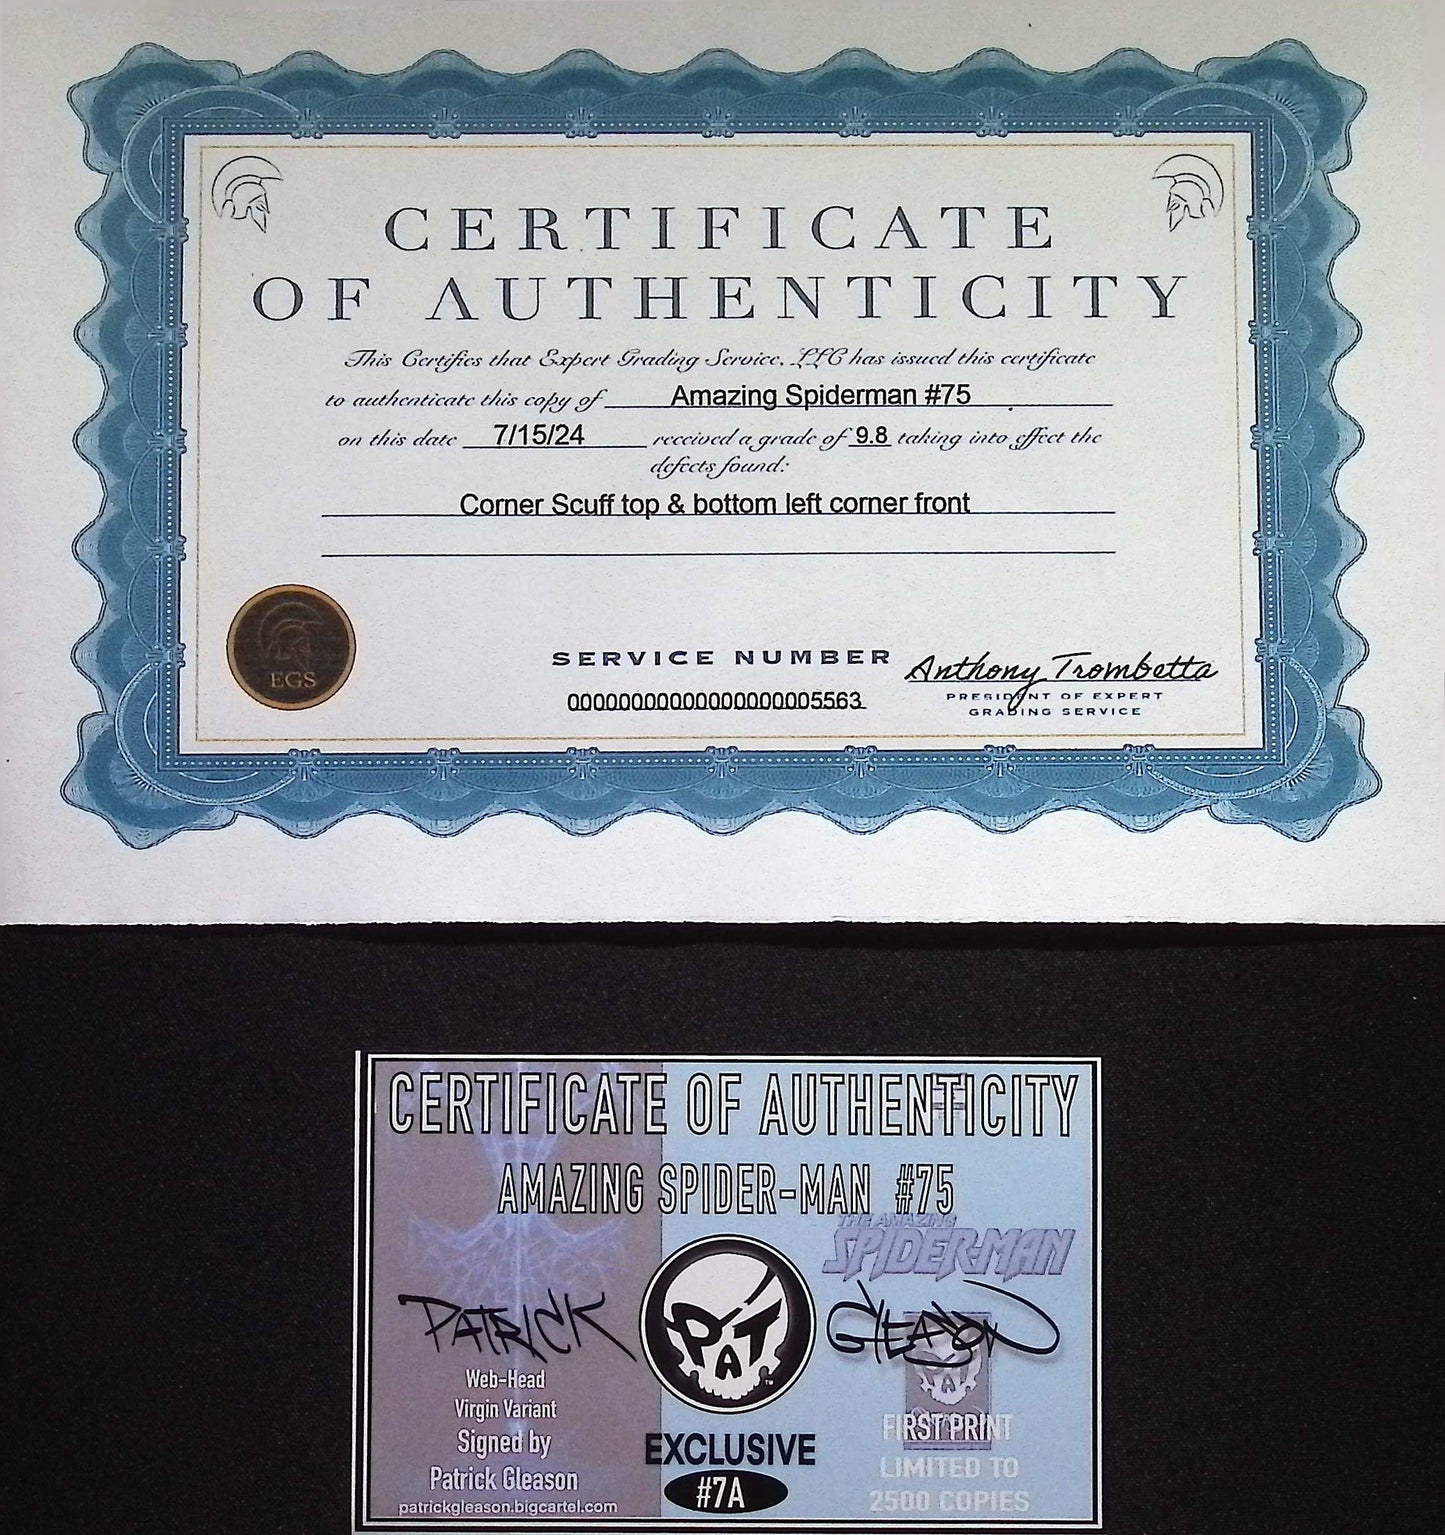 CERTIFICATE
OF AUTHENTICITY
This Certifies that Expert Grading Service, LLC has issued this certificate
to authenticate this copy of Amazing Spiderman #75
on this date 7/15/24 received a grade of 9.8 taking into effect the
defects found:
Corner Scuff top & bottom left corner front
EGS
SERVICE NUMBER
Anthony Trombetta
PRESIDENT OF EXPERT
GRADING SERVICE
CERTIFICATE OF AUTHENTICITY
AMAZING SPIDER-MAN #75
THE AMAZING
SPIDER-MAN
PATRICK
PAT
GLEASON
Web-Head
Virgin Variant
Signed by
Patrick Gleason
patrickgleason.bigcartel.com
EXCLUSIVE
#7A
FIRST PRINT
LIMITED TO
2500 COPIES